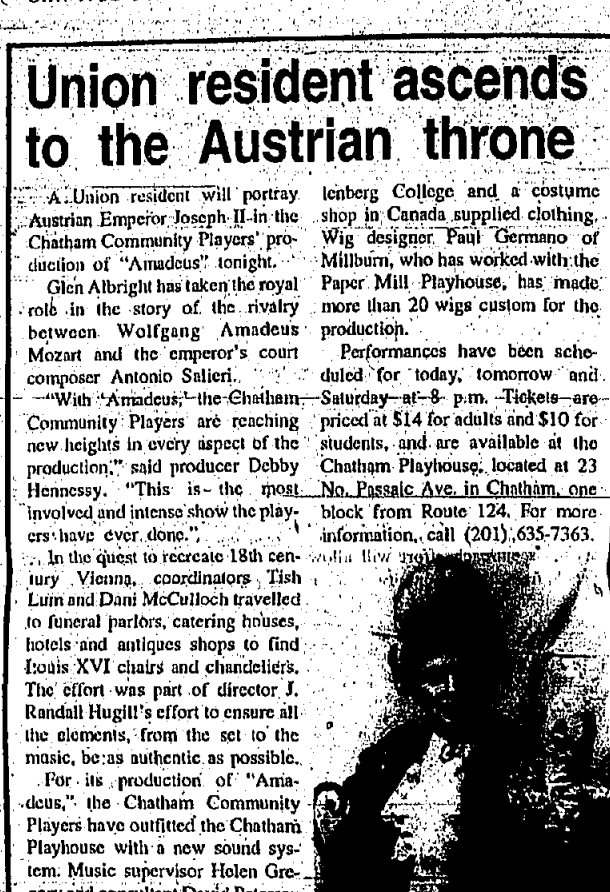 Union resident ascends
to the Austrian throne
A Union resident will portray
Austrian Emperor Joseph II in the
Chatham Community Players' pro-
duction of "Amadeus" tonight.
Glen Albright has taken the royal
role in the story of the rivalry
between Wolfgang Amadeus
Mozart and the emperor's court
composer Antonio Salieri.
"With 'Amadeus,' the Chatham
Community Players are reaching
new heights in every aspect of the
production," said producer Debby
Hennessy. "This is the most
involved and intense show the play-
ers have ever done."
In the quest to recreate 18th cen-
tury Vienna, coordinators Tish
Lum and Dani McCulloch travelled
to funeral parlors, catering houses,
hotels and antiques shops to find
Louis XVI chairs and chandeliers.
The effort was part of director J.
Randall Hugill's effort to ensure all
the elements, from the set to the
music, be as authentic as possible.
For its production of "Ama-
deus," the Chatham Community
Players have outfitted the Chatham
Playhouse with a new sound sys-
tem. Music supervisor Helen Gre-
gory and consultant David
lenberg College and a costume
shop in Canada supplied clothing.
Wig designer Paul Germano of
Millburn, who has worked with the
Paper Mill Playhouse, has made
more than 20 wigs custom for the
production.
Performances have been sche-
duled for today, tomorrow and
Saturday at 8 p.m. Tickets are
priced at $14 for adults and $10 for
students, and are available at the
Chatham Playhouse, located at 23
No. Passaic Ave. in Chatham, one
block from Route 124. For more
information, call (201) 635-7363.